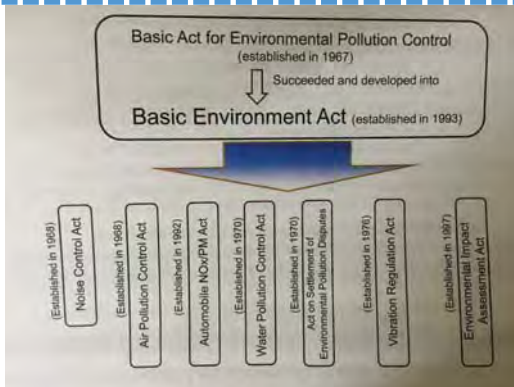 Basic Act for Environmental Pollution Control
(established in 1967)
Succeeded and developed into
Basic Environment Act (established in 1993)
(Established in 1968)
Noise Control Act
(Established in 1968)
Air Pollution Control Act
(Established in 1992)
Automobile NOx/PM Act
(Established in 1970)
Water Pollution Control Act
(Established in 1970)
Act on Settlement of
Environmental Pollution Disputes
(Established in 1976)
Vibration Regulation Act
(Established in 1997)
Environmental Impact
Assessment Act